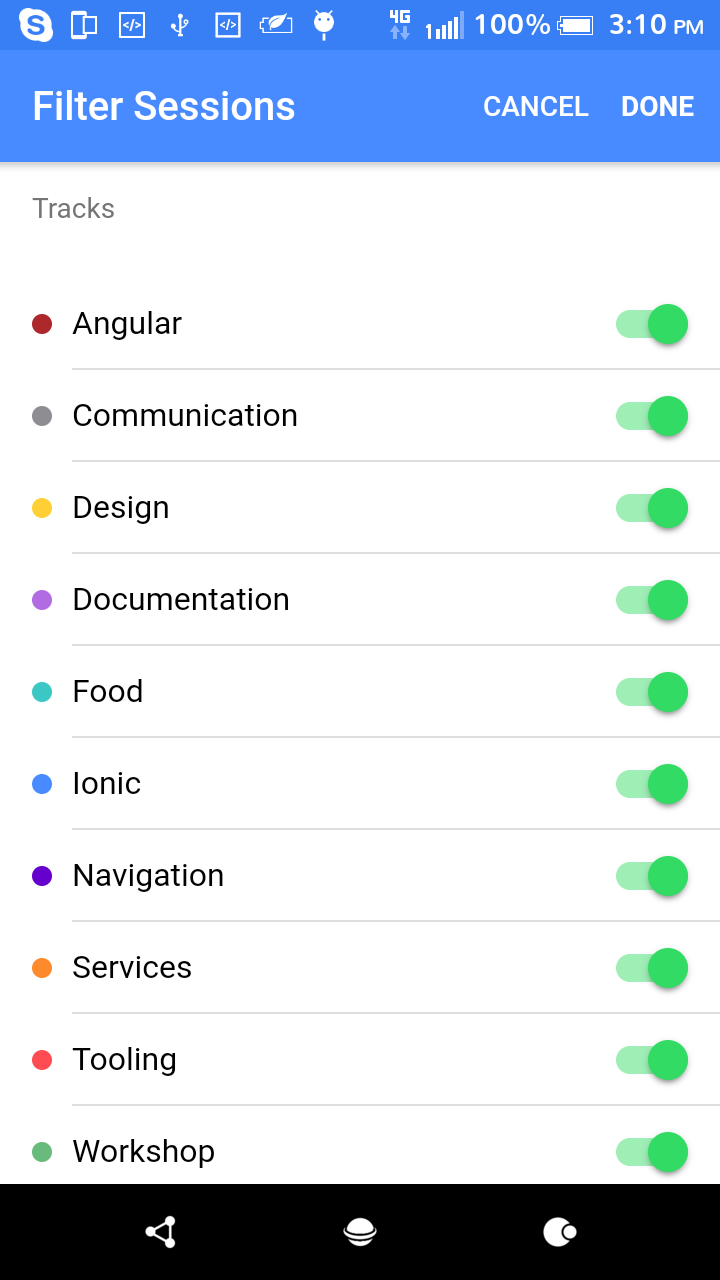 4G 100% 3:10 PM
Filter Sessions CANCEL DONE
Tracks
Angular
Communication
Design
Documentation
Food
Ionic
Navigation
Services
Tooling
Workshop